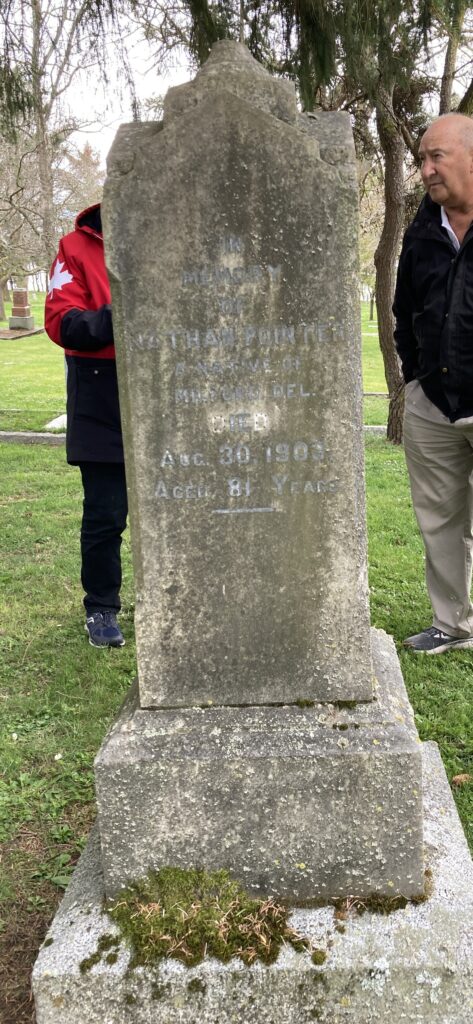 IN
MEMORY
OF
NATHAN POINTER
A NATIVE OF
MILFORD, DEL.
DIED
AUG. 30, 1903
AGED 81 YEARS